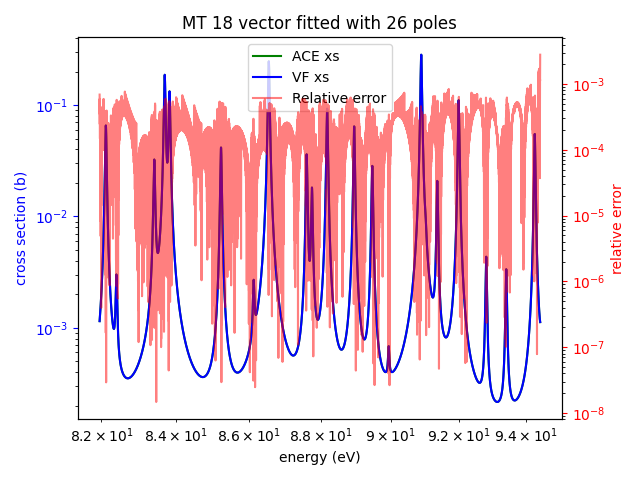 MT 18 vector fitted with 26 poles
ACE xs
VF xs
Relative error
cross section (b)
10⁻¹
10⁻²
10⁻³
relative error
10⁻³
10⁻⁴
10⁻⁵
10⁻⁶
10⁻⁷
10⁻⁸
8.2 × 10¹ 8.4 × 10¹ 8.6 × 10¹ 8.8 × 10¹ 9 × 10¹ 9.2 × 10¹ 9.4 × 10¹
energy (eV)